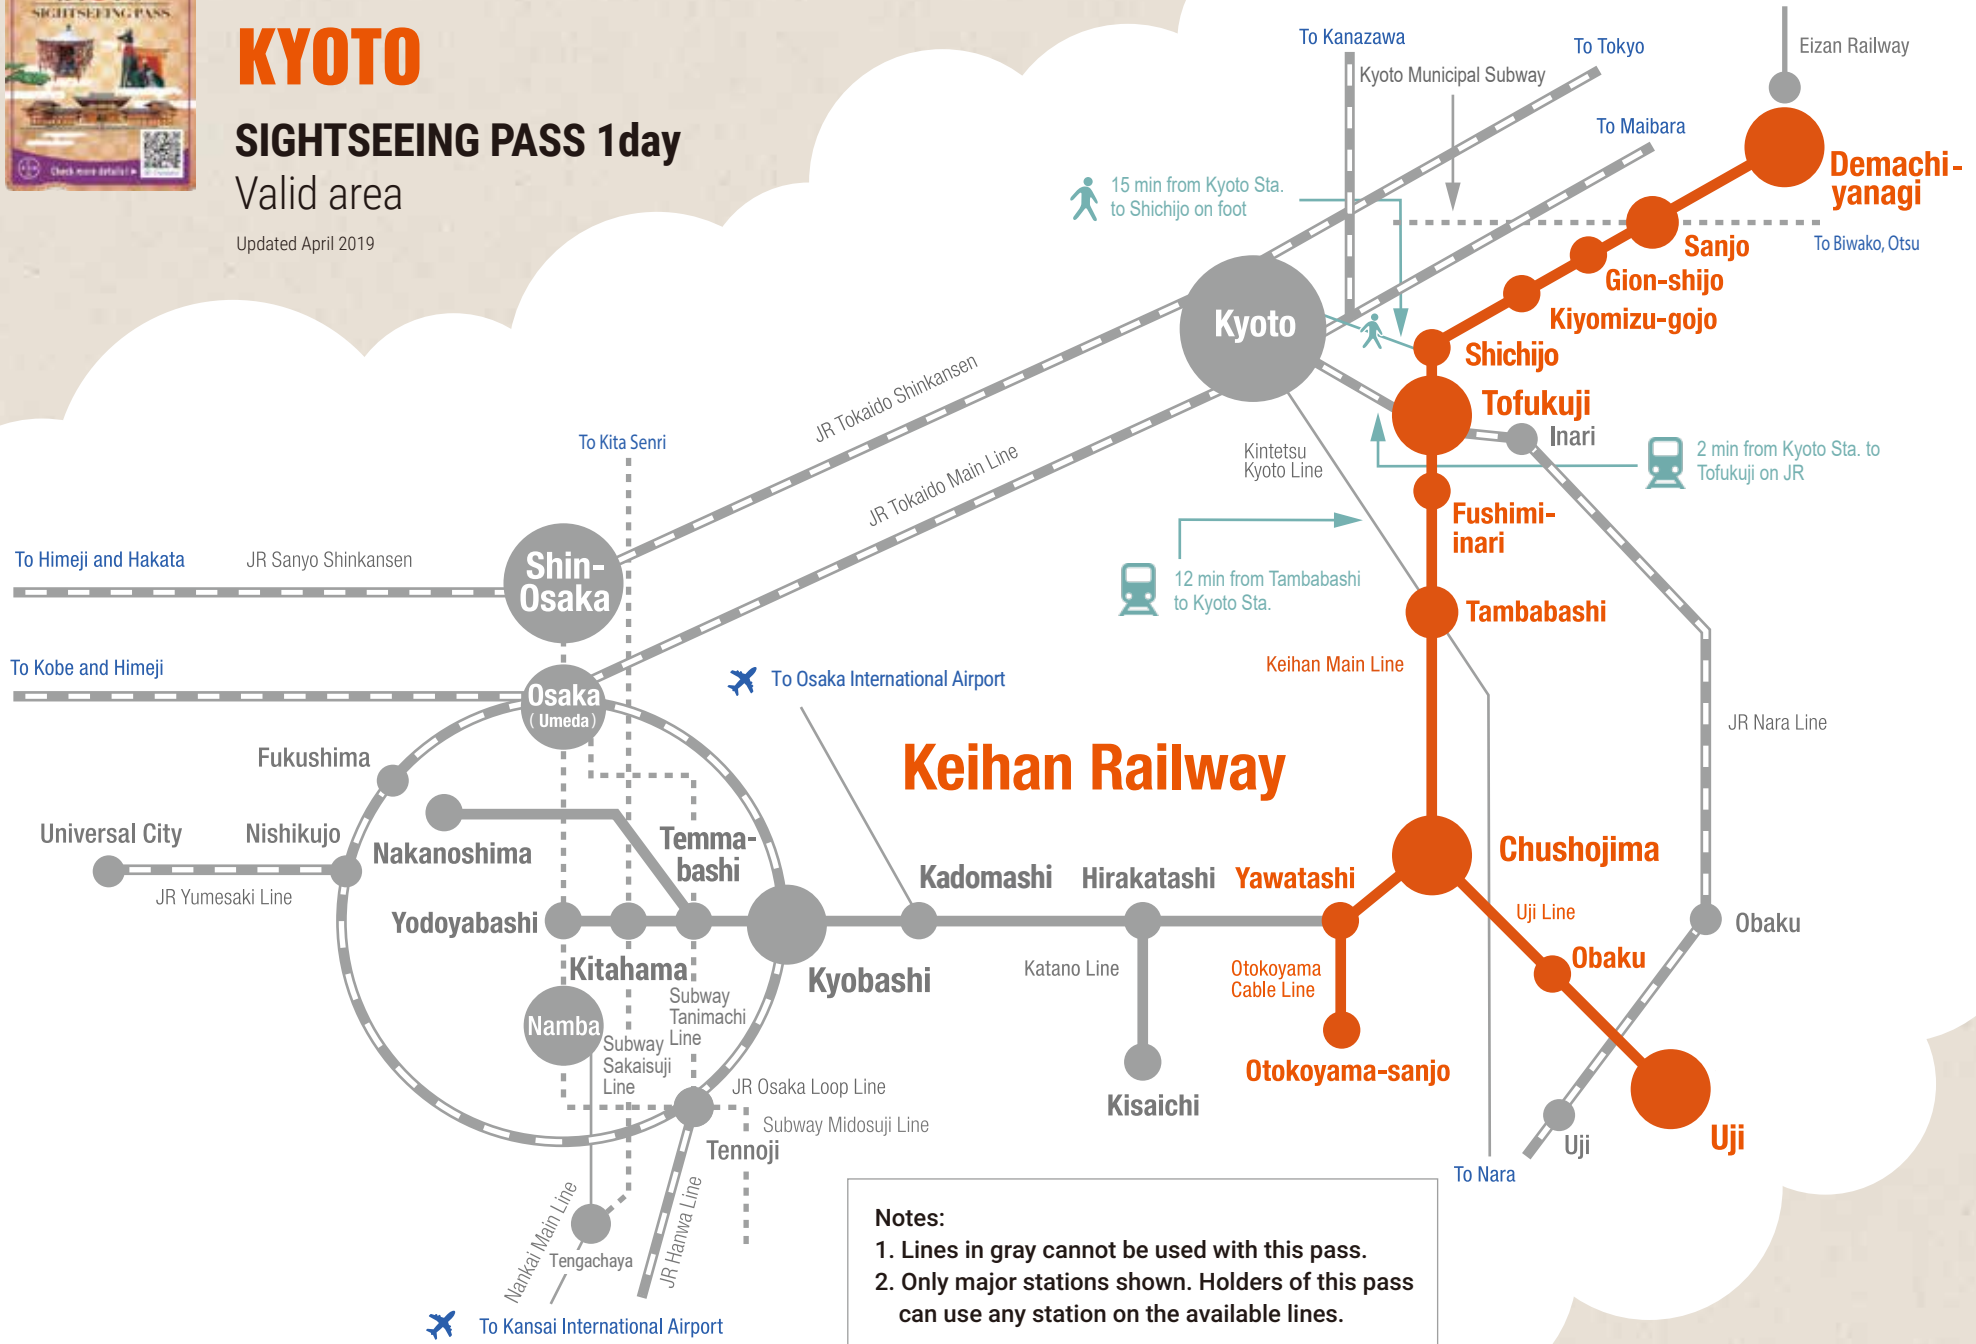 SIGHTSEEING PASS
Check more details! ▶
KYOTO
SIGHTSEEING PASS 1day
Valid area
Updated April 2019
To Kanazawa
To Tokyo
Eizan Railway
Kyoto Municipal Subway
To Maibara
Demachi-
yanagi
15 min from Kyoto Sta.
to Shichijo on foot
Sanjo
To Biwako, Otsu
Gion-shijo
Kiyomizu-gojo
Kyoto
Shichijo
JR Tokaido Shinkansen
Tofukuji
Inari
To Kita Senri
Kintetsu
Kyoto Line
2 min from Kyoto Sta. to
Tofukuji on JR
JR Tokaido Main Line
Fushimi-
inari
To Himeji and Hakata
JR Sanyo Shinkansen
Shin-
Osaka
12 min from Tambabashi
to Kyoto Sta.
Tambabashi
To Kobe and Himeji
Keihan Main Line
Osaka
( Umeda )
To Osaka International Airport
JR Nara Line
Fukushima
Keihan Railway
Universal City
Nishikujo
Nakanoshima
Temma-
bashi
Chushojima
JR Yumesaki Line
Kadomashi
Hirakatashi
Yawatashi
Uji Line
Yodoyabashi
Obaku
Kitahama
Kyobashi
Katano Line
Otokoyama
Cable Line
Obaku
Subway
Tanimachi
Line
Namba
Subway
Sakaisuji
Line
Otokoyama-sanjo
JR Osaka Loop Line
Kisaichi
Subway Midosuji Line
Uji
Uji
Tennoji
To Nara
Nankai Main Line
JR Hanwa Line
Tengachaya
To Kansai International Airport
Notes:
1. Lines in gray cannot be used with this pass.
2. Only major stations shown. Holders of this pass
can use any station on the available lines.